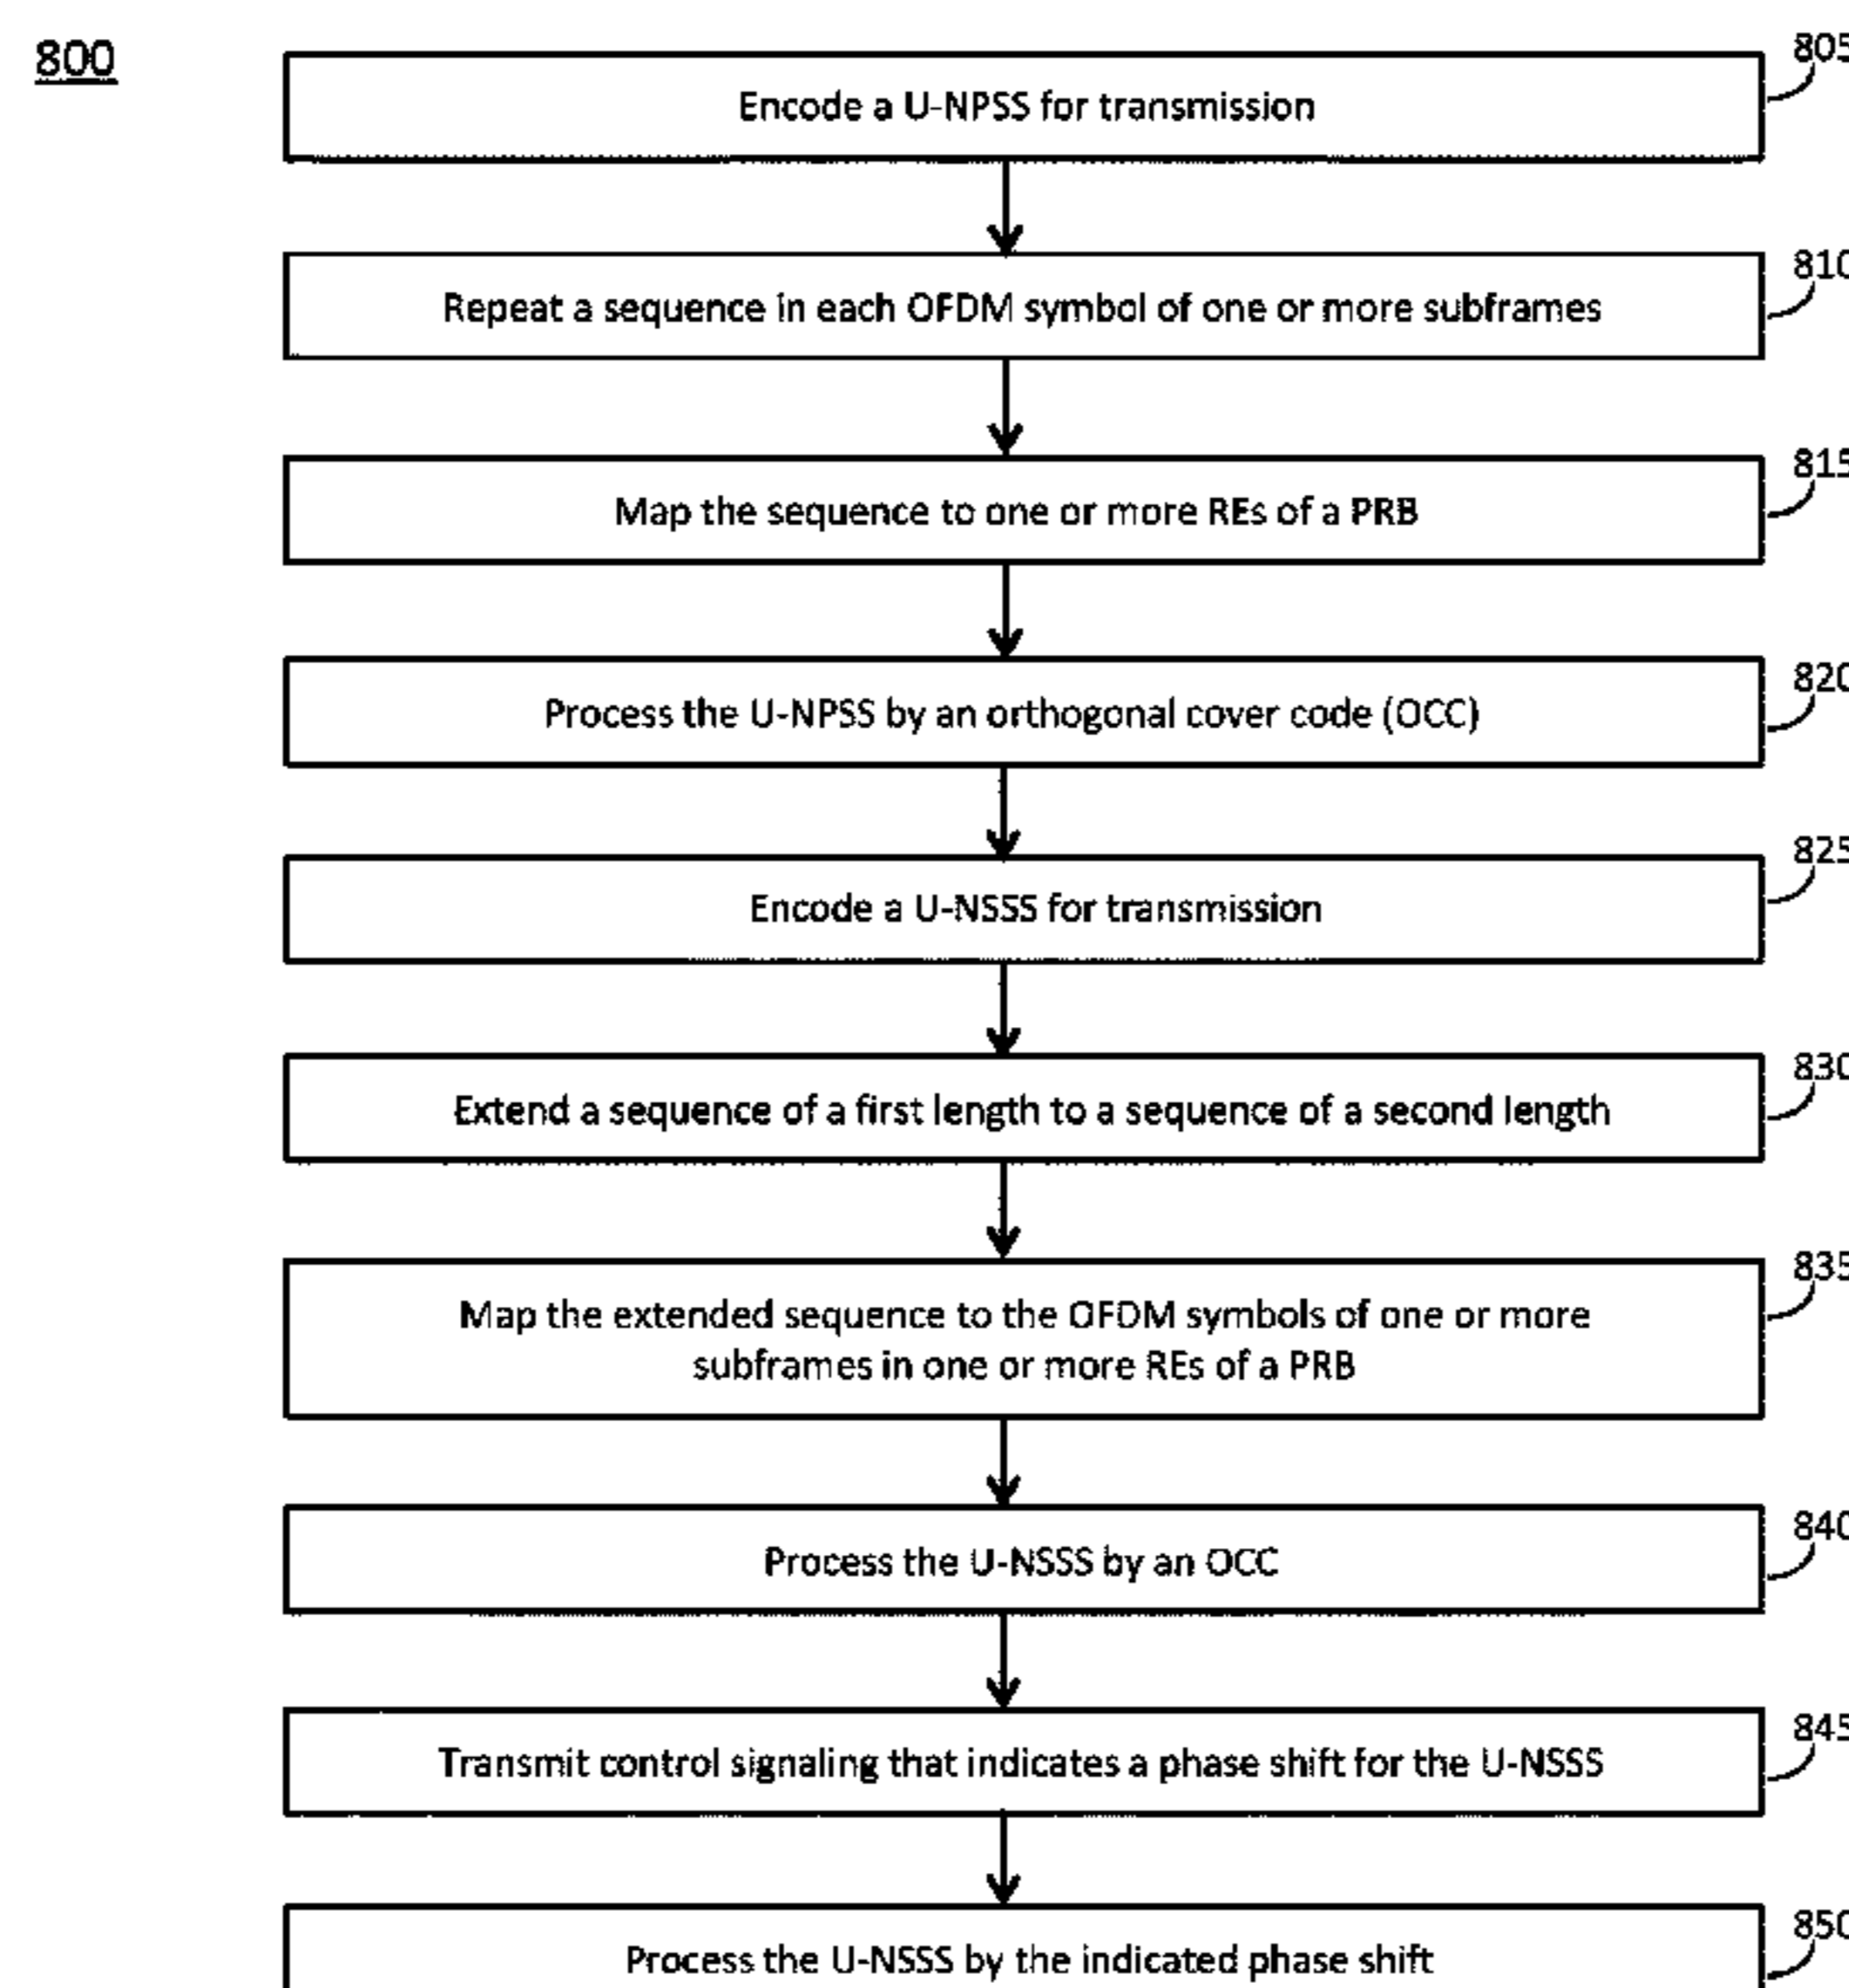 800
805
Encode a U-NPSS for transmission
810
Repeat a sequence in each OFDM symbol of one or more subframes
815
Map the sequence to one or more REs of a PRB
820
Process the U-NPSS by an orthogonal cover code (OCC)
825
Encode a U-NSSS for transmission
830
Extend a sequence of a first length to a sequence of a second length
835
Map the extended sequence to the OFDM symbols of one or more
subframes in one or more REs of a PRB
840
Process the U-NSSS by an OCC
845
Transmit control signaling that indicates a phase shift for the U-NSSS
850
Process the U-NSSS by the indicated phase shift